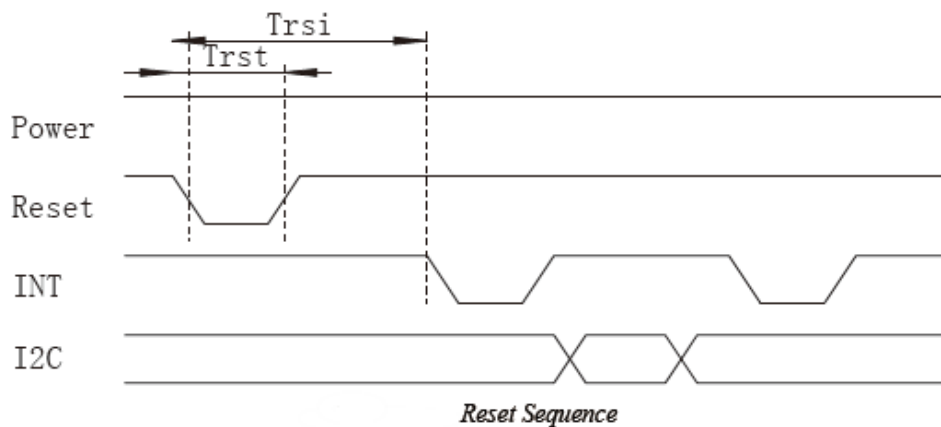 Trsi
Trst
Power
Reset
INT
I2C
Reset Sequence